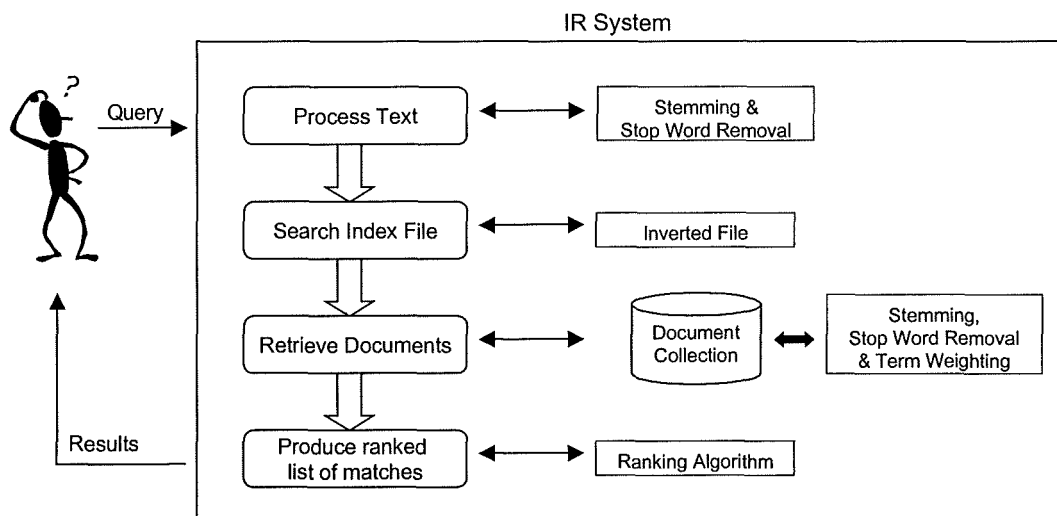 IR System
?
Query
Process Text
Stemming &
Stop Word Removal
Search Index File
Inverted File
Retrieve Documents
Document
Collection
Stemming,
Stop Word Removal
& Term Weighting
Results
Produce ranked
list of matches
Ranking Algorithm